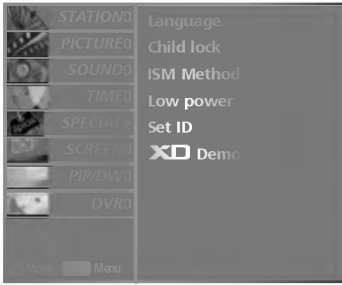 STATION
PICTURE
SOUND
TIME
SPECIAL
SCREEN
PIP/DW
DVR
Move Menu
Language
Child lock
ISM Method
Low power
Set ID
XD Demo